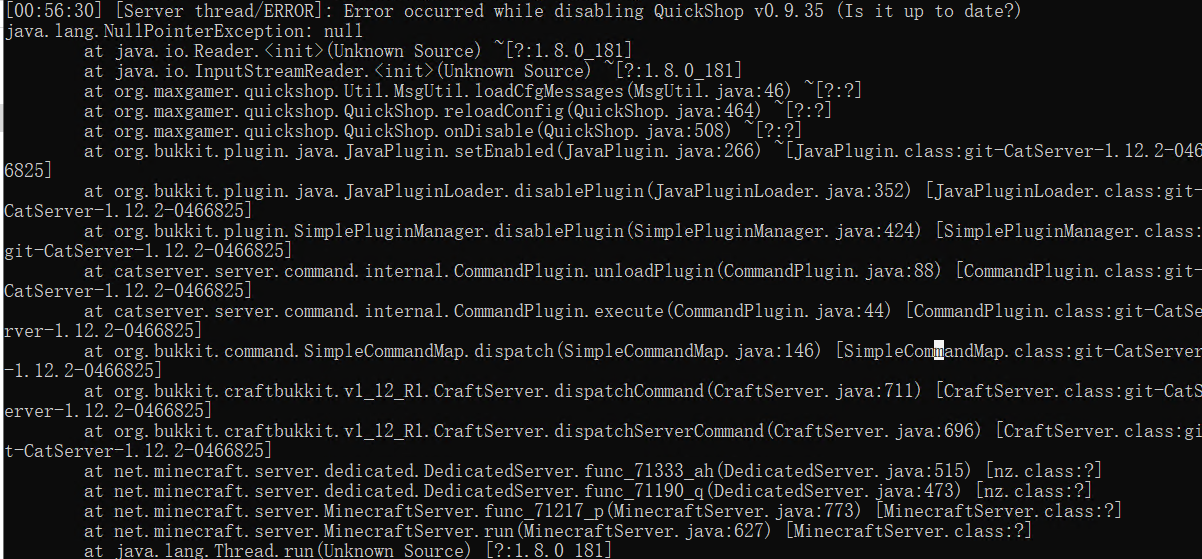 [00:56:30] [Server thread/ERROR]: Error occurred while disabling QuickShop v0.9.35 (Is it up to date?)
java.lang.NullPointerException: null
at java.io.Reader.<init>(Unknown Source) ~[?:1.8.0_181]
at java.io.InputStreamReader.<init>(Unknown Source) ~[?:1.8.0_181]
at org.maxgamer.quickshop.Util.MsgUtil.loadCfgMessages(MsgUtil.java:46) ~[?:?]
at org.maxgamer.quickshop.QuickShop.reloadConfig(QuickShop.java:464) ~[?:?]
at org.maxgamer.quickshop.QuickShop.onDisable(QuickShop.java:508) ~[?:?]
at org.bukkit.plugin.java.JavaPlugin.setEnabled(JavaPlugin.java:266) ~[JavaPlugin.class:git-CatServer-1.12.2-046
6825]
at org.bukkit.plugin.java.JavaPluginLoader.disablePlugin(JavaPluginLoader.java:352) [JavaPluginLoader.class:git-
CatServer-1.12.2-0466825]
at org.bukkit.plugin.SimplePluginManager.disablePlugin(SimplePluginManager.java:424) [SimplePluginManager.class:
git-CatServer-1.12.2-0466825]
at catserver.server.command.internal.CommandPlugin.unloadPlugin(CommandPlugin.java:88) [CommandPlugin.class:git-
CatServer-1.12.2-0466825]
at catserver.server.command.internal.CommandPlugin.execute(CommandPlugin.java:44) [CommandPlugin.class:git-CatSe
rver-1.12.2-0466825]
at org.bukkit.command.SimpleCommandMap.dispatch(SimpleCommandMap.java:146) [SimpleCommandMap.class:git-CatServer
-1.12.2-0466825]
at org.bukkit.craftbukkit.v1_12_R1.CraftServer.dispatchCommand(CraftServer.java:711) [CraftServer.class:git-CatS
erver-1.12.2-0466825]
at org.bukkit.craftbukkit.v1_12_R1.CraftServer.dispatchServerCommand(CraftServer.java:696) [CraftServer.class:gi
t-CatServer-1.12.2-0466825]
at net.minecraft.server.dedicated.DedicatedServer.func_71333_ah(DedicatedServer.java:515) [nz.class:?]
at net.minecraft.server.dedicated.DedicatedServer.func_71190_q(DedicatedServer.java:473) [nz.class:?]
at net.minecraft.server.MinecraftServer.func_71217_p(MinecraftServer.java:773) [MinecraftServer.class:?]
at net.minecraft.server.MinecraftServer.run(MinecraftServer.java:627) [MinecraftServer.class:?]
at java.lang.Thread.run(Unknown Source) [?:1.8.0_181]